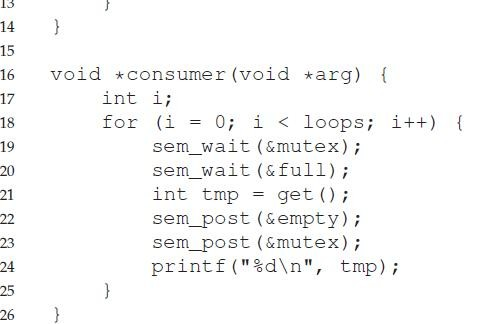 13 }
14 }
15
16 void *consumer(void *arg) {
17 int i;
18 for (i = 0; i < loops; i++) {
19 sem_wait(&mutex);
20 sem_wait(&full);
21 int tmp = get();
22 sem_post(&empty);
23 sem_post(&mutex);
24 printf("%d\n", tmp);
25 }
26 }